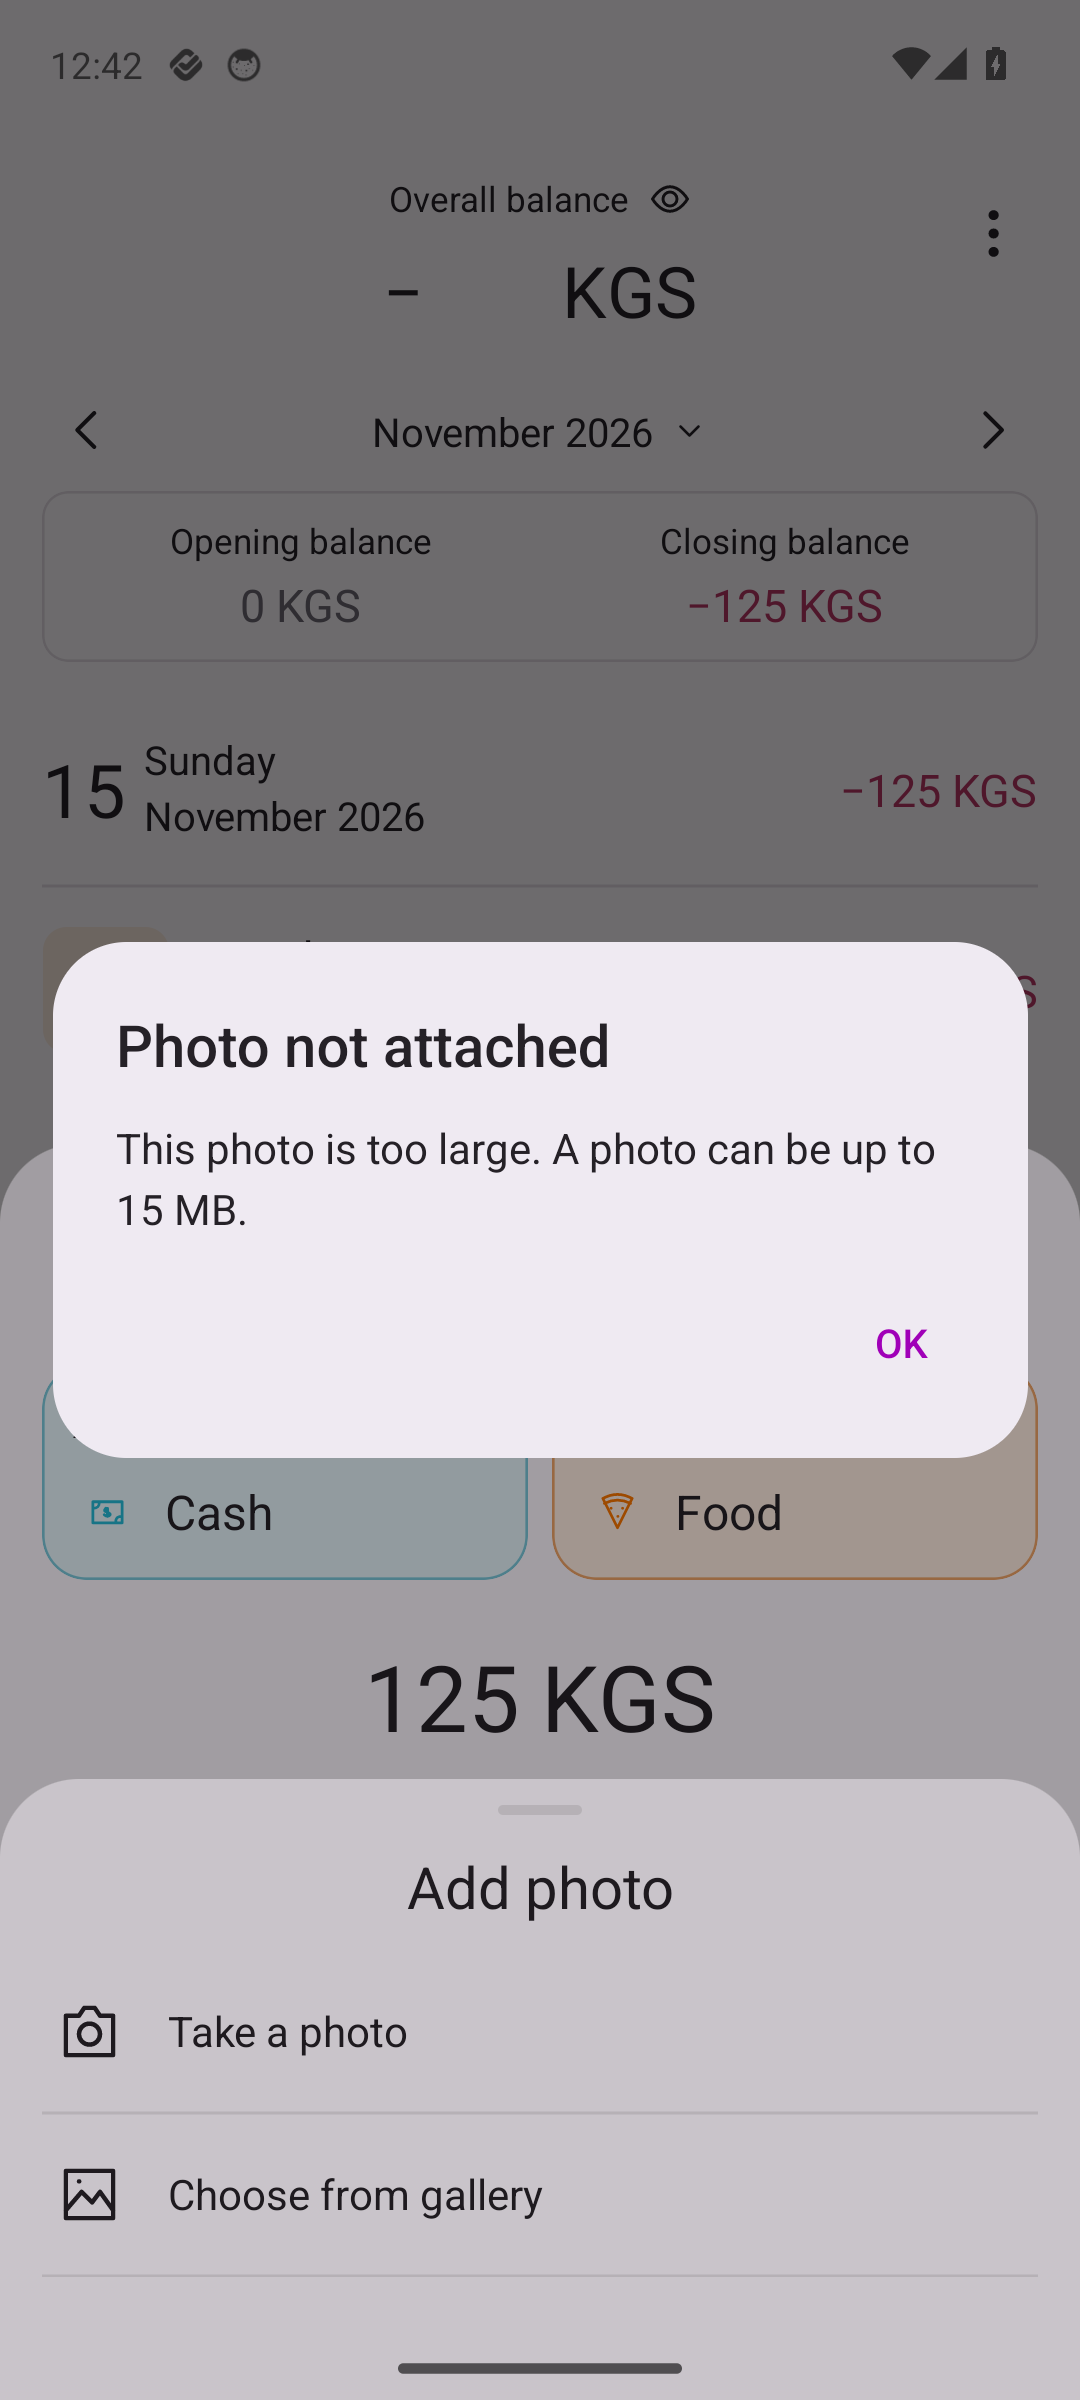 12:42
Overall balance
– KGS
November 2026
Opening balance
Closing balance
0 KGS
–125 KGS
15
Sunday
November 2026
–125 KGS
Photo not attached
This photo is too large. A photo can be up to
15 MB.
OK
Cash
Food
125 KGS
Add photo
Take a photo
Choose from gallery